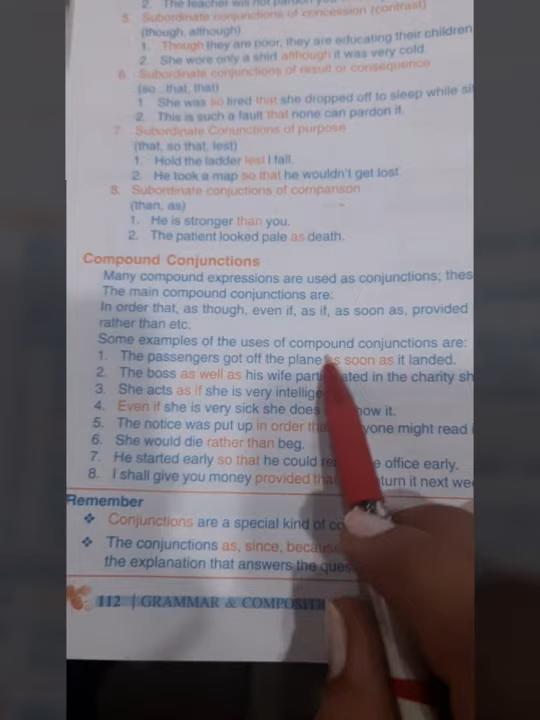 2. The teacher will not pardon
5. Subordinate conjunctions of concession (contrast)
(though, although)
1. Though they are poor, they are educating their children
2. She wore only a shirt although it was very cold.
6. Subordinate conjunctions of result or consequence
(so...that, that)
1. She was so tired that she dropped off to sleep while
2. This is such a fault that none can pardon it.
7. Subordinate Conunctions of purpose
(that, so that, lest)
1. Hold the ladder lest I fall.
2. He took a map so that he wouldn't get lost.
8. Subordinate conjuctions of comparison
(than, as)
1. He is stronger than you.
2. The patient looked pale as death.
Compound Conjunctions
Many compound expressions are used as conjunctions;
The main compound conjunctions are:
In order that, as though, even if, as if, as soon as, provided
rather than etc.
Some examples of the uses of compound conjunctions are:
1. The passengers got off the plane as soon as it landed.
2. The boss as well as his wife in the charity
3. She acts as if she is very
4. Even if she is very sick she does it.
5. The notice was put up in order might read
6. She would die rather than beg.
7. He started early so that he could office early.
8. I shall give you money provided next
Remember
❖ Conjunctions are a special kind of
❖ The conjunctions as, since,
the explanation that answers the
112 | GRAMMAR &